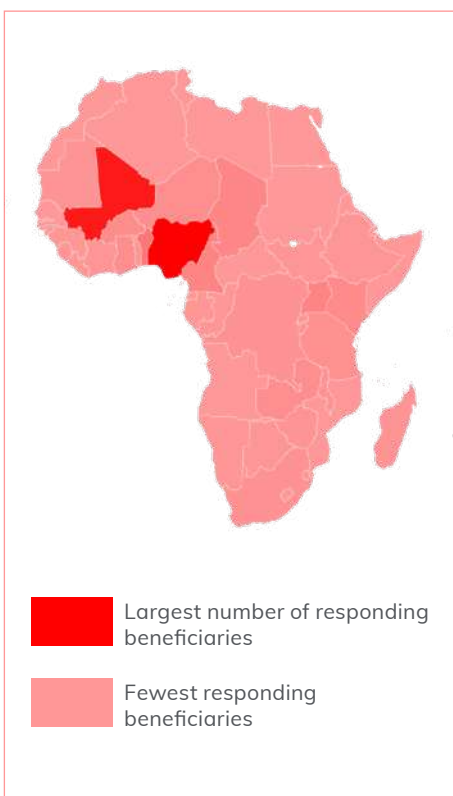 Largest number of responding
beneficiaries
Fewest responding
beneficiaries